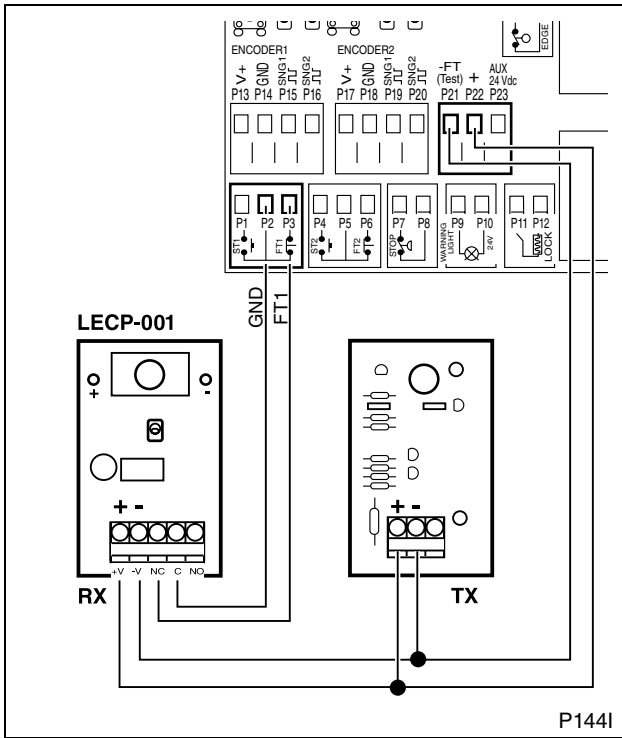 EDGE
ENCODER1 ENCODER2
V+ GND SNG1 SNG2 V+ GND SNG1 SNG2 -FT (Test) + AUX 24 Vdc
P13 P14 P15 P16 P17 P18 P19 P20 P21 P22 P23
P1 P2 P3 P4 P5 P6 P7 P8 P9 P10 P11 P12
ST1 FT1 ST2 FT2 STOP WARNING LIGHT 24V LOCK
GND FT1
LECP-001
+ -
+ - + -
+V -V NC C NO
RX TX
P144I